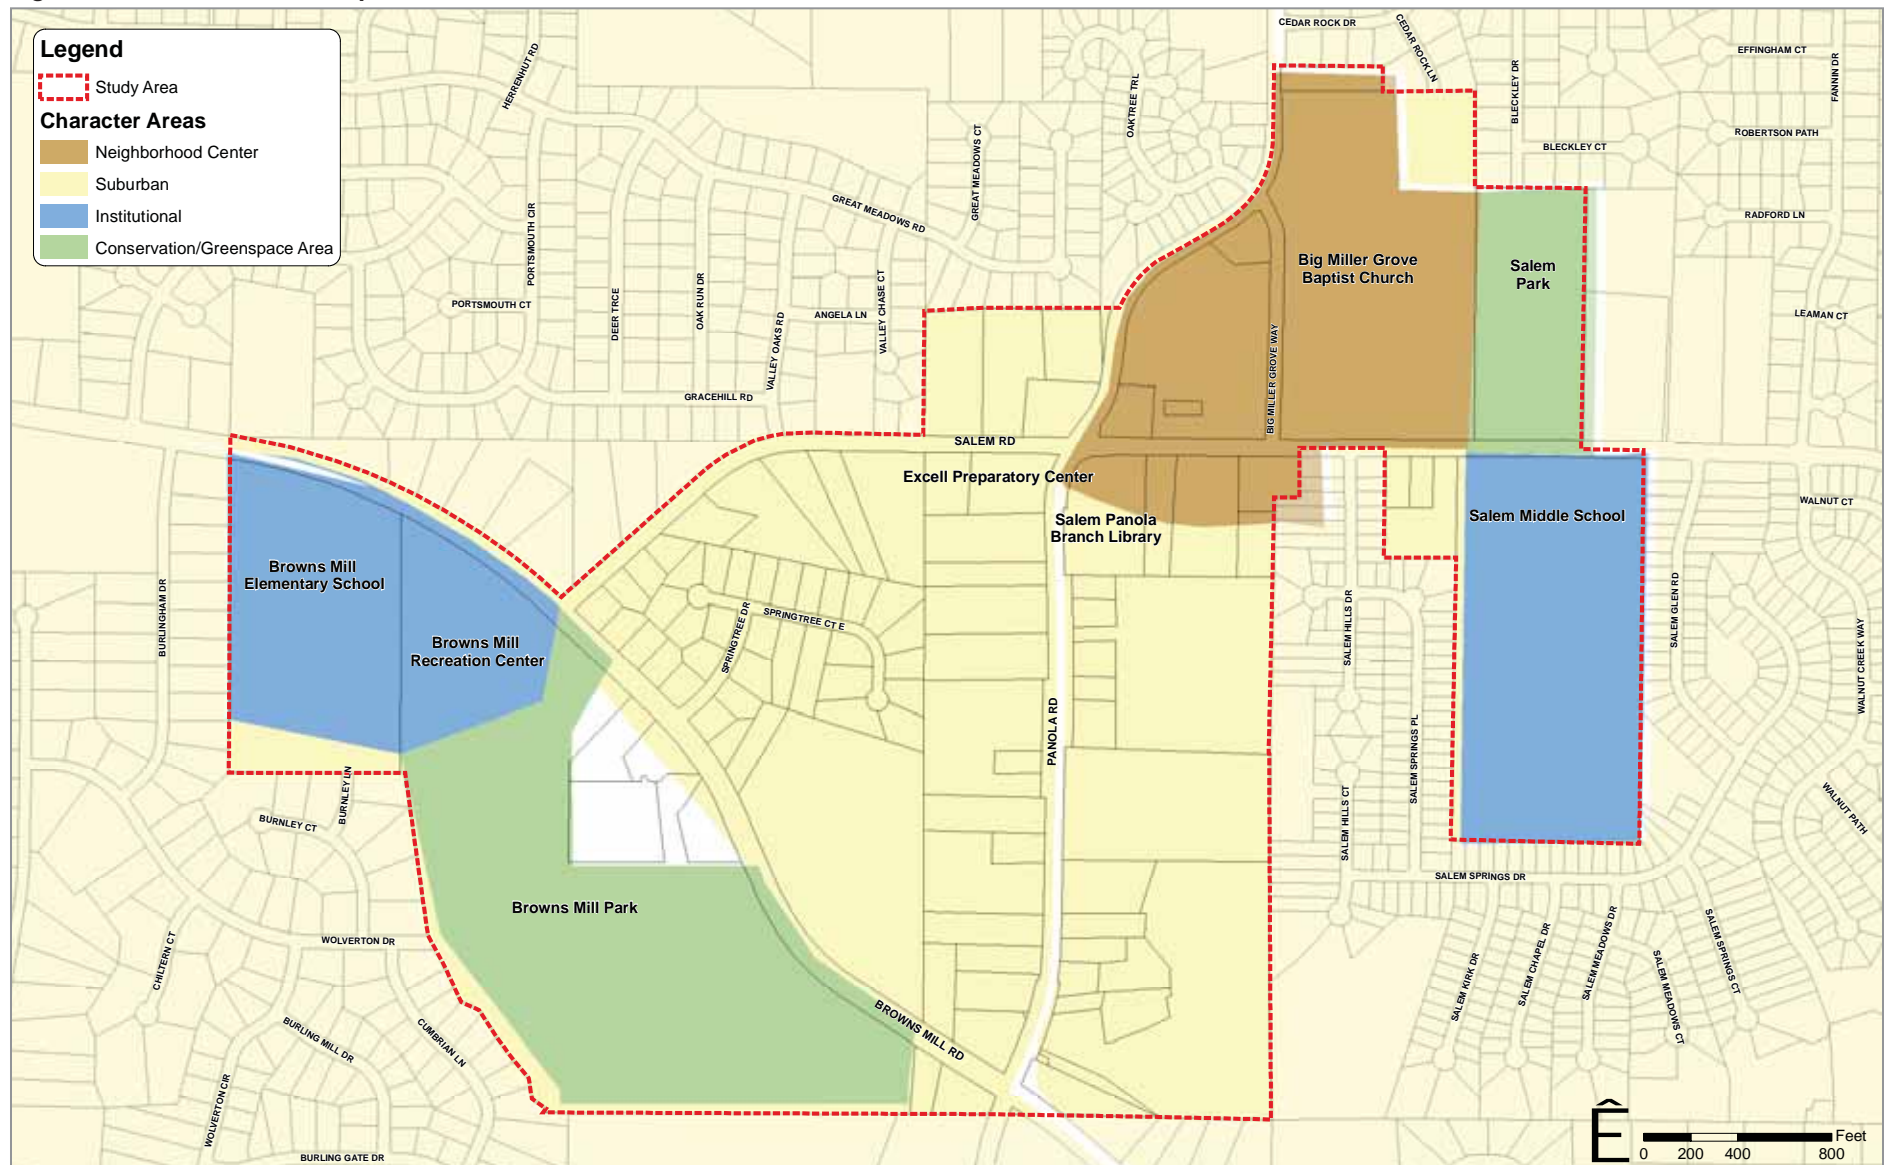 Legend
Study Area
Character Areas
Neighborhood Center
Suburban
Institutional
Conservation/Greenspace Area
HERRENHUT RD
CEDAR ROCK DR
CEDAR ROCK LN
BLECKLEY DR
EFFINGHAM CT
FANNIN DR
OAKTREE TRL
ROBERTSON PATH
BLECKLEY CT
GREAT MEADOWS CT
GREAT MEADOWS RD
RADFORD LN
PORTSMOUTH CIR
PORTSMOUTH CT
DEER TRCE
OAK RUN DR
VALLEY OAKS RD
ANGELA LN
VALLEY CHASE CT
Big Miller Grove
Baptist Church
Salem
Park
LEAMAN CT
BIG MILLER GROVE WAY
GRACEHILL RD
SALEM RD
Excell Preparatory Center
Salem Panola
Branch Library
Salem Middle School
WALNUT CT
Browns Mill
Elementary School
Browns Mill
Recreation Center
BURLINGHAM DR
SPRINGTREE DR
SPRINGTREE CT E
SALEM HILLS DR
SALEM GLEN RD
WALNUT CREEK WAY
PANOLA RD
SALEM SPRINGS PL
SALEM HILLS CT
WALNUT PATH
BURNLEY LN
BURNLEY CT
SALEM SPRINGS DR
Browns Mill Park
WOLVERTON DR
CHILTERN CT
SALEM KIRK DR
SALEM CHAPEL DR
SALEM MEADOWS DR
SALEM MEADOWS CT
SALEM SPRINGS CT
BURLING MILL DR
CUMBRIAN LN
BROWNS MILL RD
WOLVERTON CIR
BURLING GATE DR
Ê
Feet
0 200 400 800